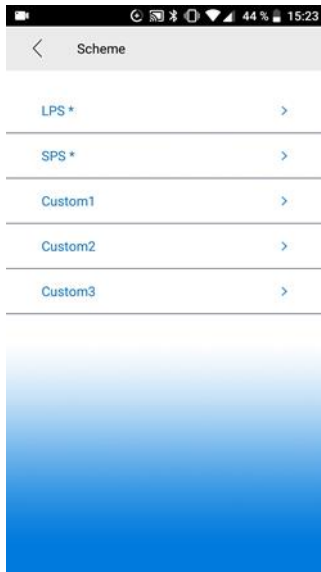 44 % 15:23
Scheme
LPS *
SPS *
Custom1
Custom2
Custom3